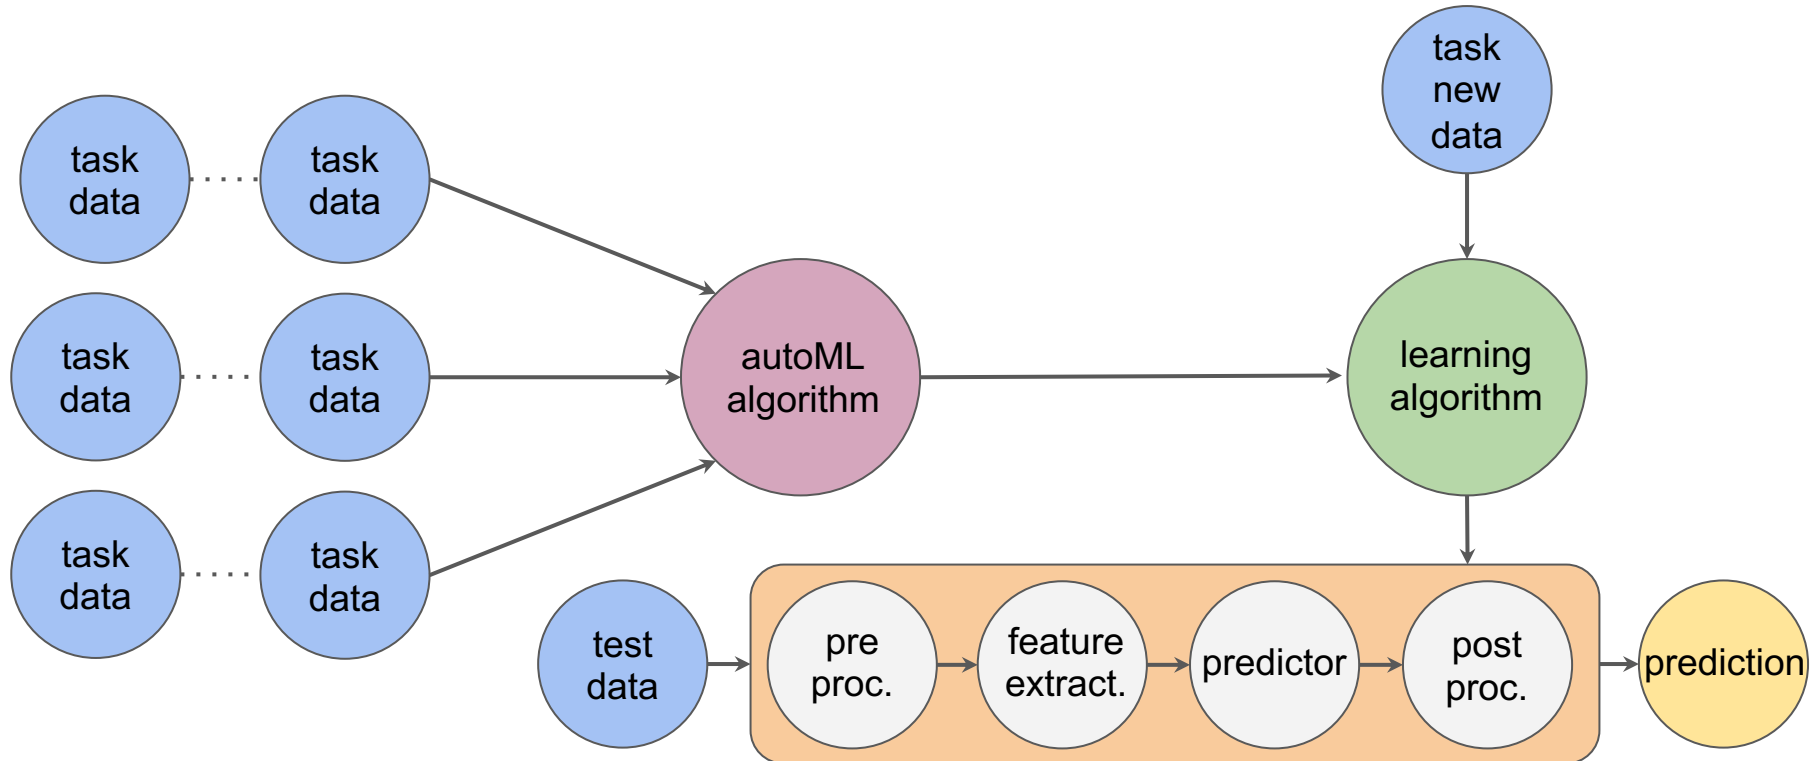 task
new
data
task
data
task
data
task
data
task
data
autoML
algorithm
learning
algorithm
task
data
task
data
test
data
pre
proc.
feature
extract.
predictor
post
proc.
prediction